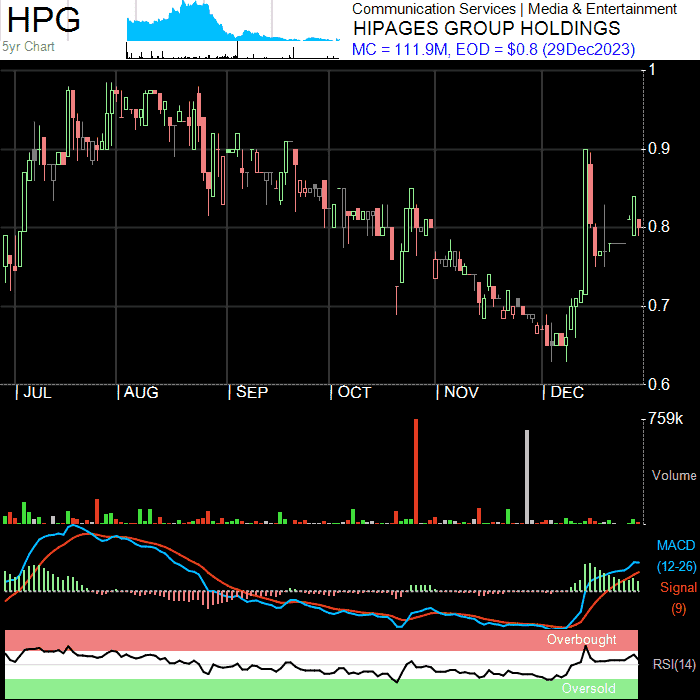 HPG
5yr Chart
Communication Services | Media & Entertainment
HIPAGES GROUP HOLDINGS
MC = 111.9M, EOD = $0.8 (29Dec2023)
1
0.9
0.8
0.7
0.6
JUL AUG SEP OCT NOV DEC
759k
Volume
MACD
(12-26)
Signal
(9)
Overbought
RSI(14)
Oversold